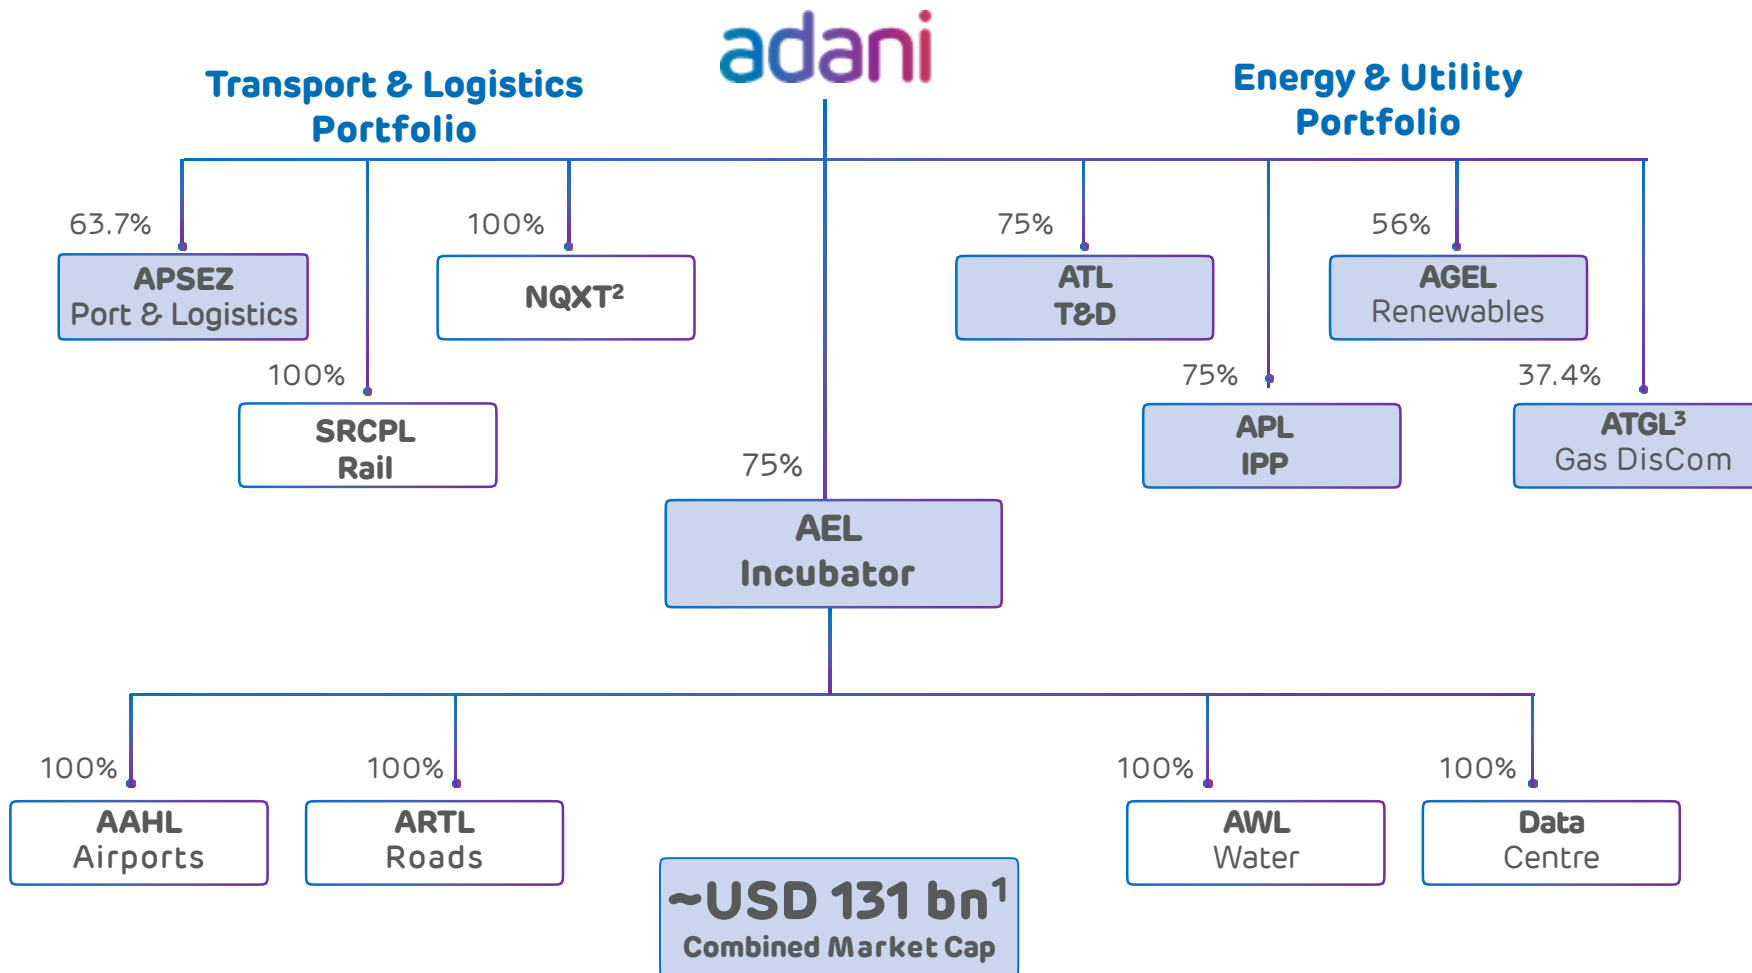 adani
Transport & Logistics
Portfolio
Energy & Utility
Portfolio
63.7%
APSEZ
Port & Logistics
100%
SRCPL
Rail
100%
NQXT²
75%
ATL
T&D
75%
APL
IPP
56%
AGEL
Renewables
37.4%
ATGL³
Gas DisCom
75%
AEL
Incubator
100%
AAHL
Airports
100%
ARTL
Roads
100%
AWL
Water
100%
Data
Centre
~USD 131 bn¹
Combined Market Cap